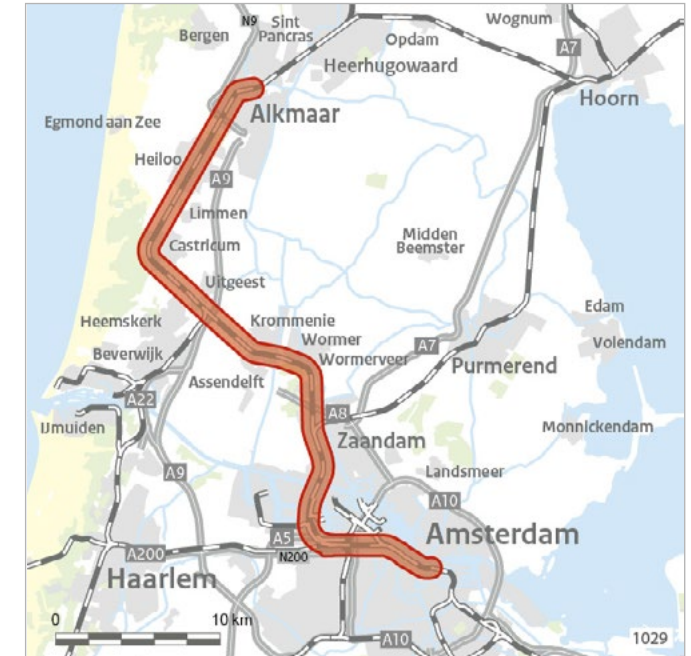 N9
Sint
Pancras
Wognum
Bergen
Opdam
A7
Heerhugowaard
Hoorn
Alkmaar
Egmond aan Zee
Heiloo
A9
Limmen
Castricum
Midden
Beemster
Uitgeest
Edam
Heemskerk
Krommenie
Wormer
Volendam
Beverwijk
Wormerveer
A7
Purmerend
Assendelft
A22
A8
IJmuiden
Zaandam
Monnickendam
A9
Landsmeer
A10
Amsterdam
A5
A200
N200
Haarlem
0
10 km
A10
1029